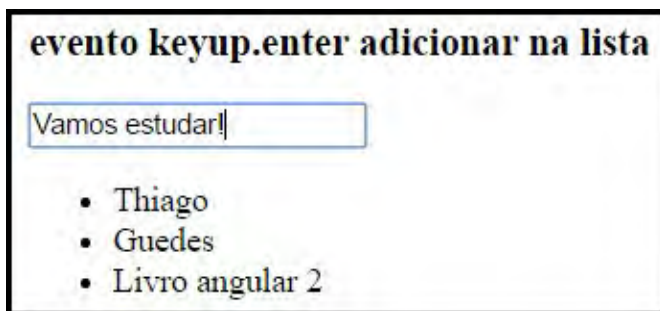 evento keyup.enter adicionar na lista
Vamos estudar!
• Thiago
• Guedes
• Livro angular 2